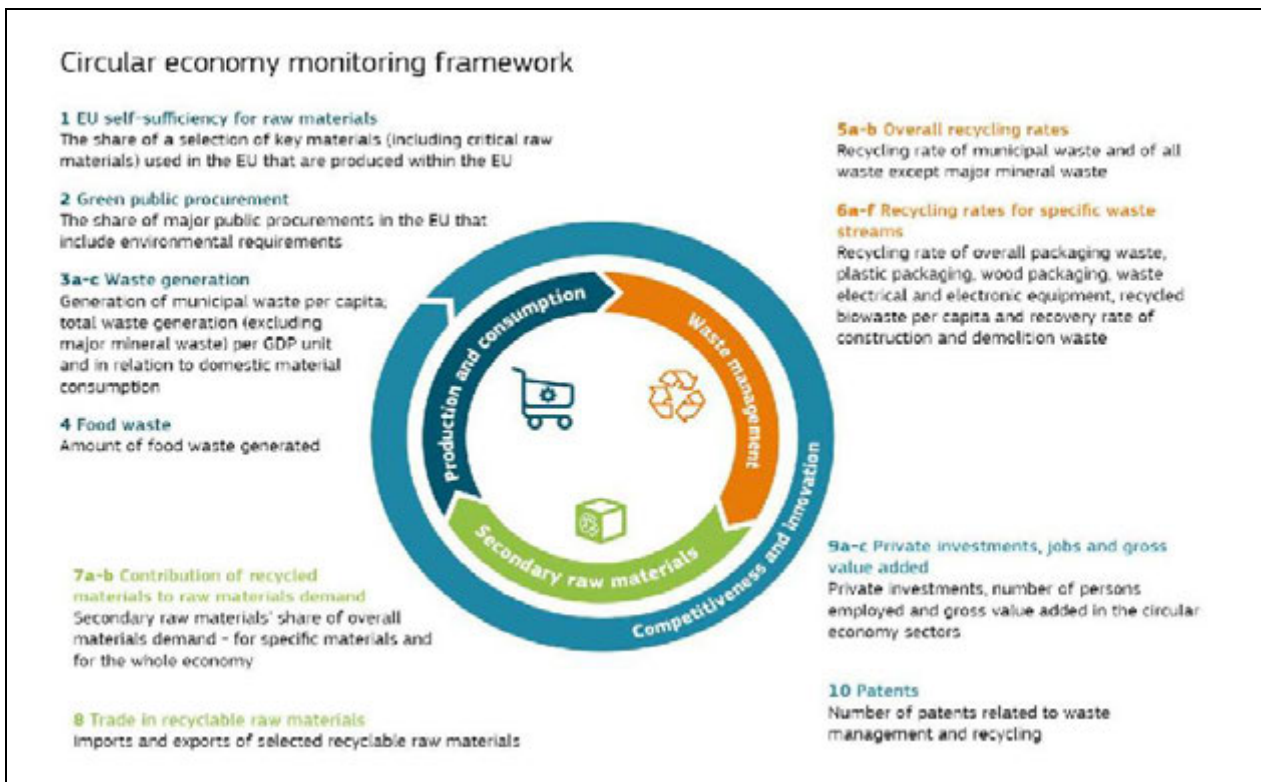 Circular economy monitoring framework
1 EU self-sufficiency for raw materials
The share of a selection of key materials (including critical raw
materials) used in the EU that are produced within the EU
2 Green public procurement
The share of major public procurements in the EU that
include environmental requirements
3a-c Waste generation
Generation of municipal waste per capita;
total waste generation (excluding
major mineral waste) per GDP unit
and in relation to domestic material
consumption
4 Food waste
Amount of food waste generated
5a-b Overall recycling rates
Recycling rate of municipal waste and of all
waste except major mineral waste
6a-f Recycling rates for specific waste
streams
Recycling rate of overall packaging waste,
plastic packaging, wood packaging, waste
electrical and electronic equipment, recycled
biowaste per capita and recovery rate of
construction and demolition waste
Production and consumption
Waste management
Secondary raw materials
Competitiveness and innovation
7a-b Contribution of recycled
materials to raw materials demand
Secondary raw materials' share of overall
materials demand - for specific materials and
for the whole economy
8 Trade in recyclable raw materials
Imports and exports of selected recyclable raw materials
9a-c Private investments, jobs and gross
value added
Private investments, number of persons
employed and gross value added in the circular
economy sectors
10 Patents
Number of patents related to waste
management and recycling